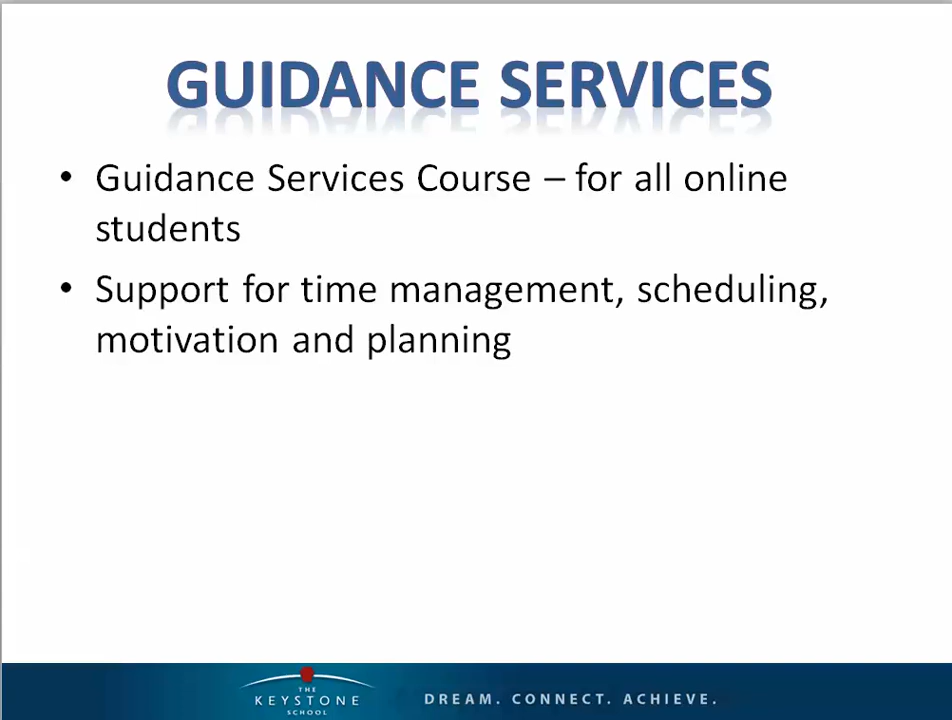 GUIDANCE SERVICES
• Guidance Services Course – for all online
students
• Support for time management, scheduling,
motivation and planning
THE
KEYSTONE
SCHOOL
DREAM. CONNECT. ACHIEVE.